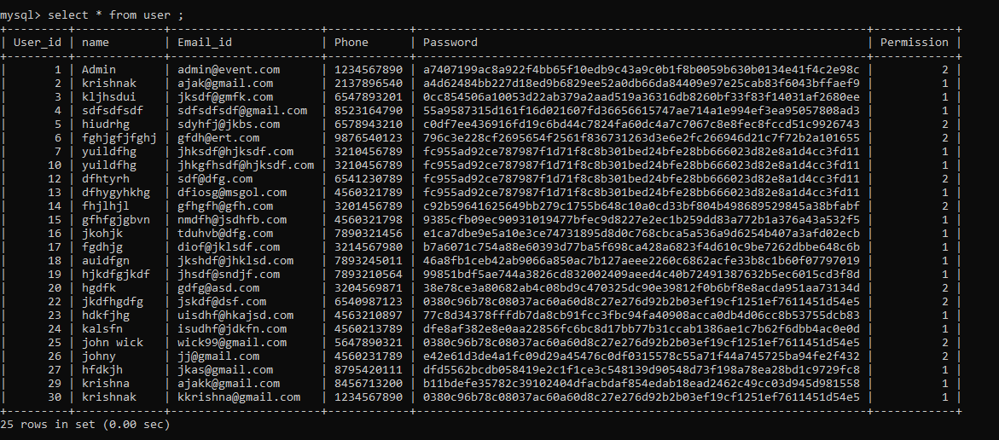 mysql> select * from user ;
+---------+--------------+----------------------+------------+------------------------------------------------------------------+------------+
| User_id | name | Email_id | Phone | Password | Permission |
+---------+--------------+----------------------+------------+------------------------------------------------------------------+------------+
| 1 | Admin | admin@event.com | 1234567890 | a7407199ac8a922f4bb65f10edb9c43a9c0b1f8b0059b630b0134e41f4c2e98c | 2 |
| 2 | krishnak | ajak@gmail.com | 2137896540 | a4d62484bb227d18ed9b6829ee52a0db66da84409e97e25cab83f6043bffaef9 | 1 |
| 3 | kljhsdui | jksdf@gmfk.com | 6547893201 | 0cc854506a10053d22ab379a2aad519a36316db8260bf33f83f14031af2680ee | 1 |
| 4 | sdfsdfsdf | sdfsdfsdf@gmail.com | 8523164790 | 55a9587315d161f16d021607fd36656615747ae714a1e994ef3ea95057808ad3 | 1 |
| 5 | hiudrhg | sdyhfj@jkbs.com | 6578943210 | c0df7ee436916fd19c6bd44c7824fa60dc4a7c7067c8e8fec8fccd51c9926743 | 2 |
| 6 | fghjgfjfghj | gfdh@ert.com | 9876540123 | 796c3e228cf2695654f2561f836731263d3e6e2fc266946d21c7f72b2a101655 | 2 |
| 7 | yuildfhg | jhksdf@hjksdf.com | 3210456789 | fc955ad92ce787987f1d71f8c8b301bed24bfe28bb666023d82e8a1d4cc3fd11 | 1 |
| 10 | yuildfhg | jhkgfhsdf@hjksdf.com | 3210456789 | fc955ad92ce787987f1d71f8c8b301bed24bfe28bb666023d82e8a1d4cc3fd11 | 1 |
| 12 | dfhtyrh | sdf@dfg.com | 6541230789 | fc955ad92ce787987f1d71f8c8b301bed24bfe28bb666023d82e8a1d4cc3fd11 | 2 |
| 13 | dfhygyhkhg | dfiosg@msgol.com | 4560321789 | fc955ad92ce787987f1d71f8c8b301bed24bfe28bb666023d82e8a1d4cc3fd11 | 1 |
| 14 | fhjlhjl | gfhgfh@gfh.com | 3201456789 | c92b59641625649bb279c1755b648c10a0cd33bf804b498689529845a38bfabf | 2 |
| 15 | gfhfgjgbvn | nmdfh@jsdhfb.com | 4560321798 | 9385cfb09ec90931019477bfec9d8227e2ec1b259dd83a772b1a376a43a532f5 | 1 |
| 16 | jkohjk | tduhvb@dfg.com | 7890321456 | e1ca7dbe9e5a10e3ce74731895d8d0c768cbca5a536a9d6254b407a3afd02ecb | 1 |
| 17 | fgdhjg | diof@jklsdf.com | 3214567980 | b7a6071c754a88e60393d77ba5f698ca428a6823f4d610c9be7262dbbe648c6b | 1 |
| 18 | auidfgn | jkshdf@jhklsd.com | 7893245011 | 46a8fb1ceb42ab9066a850ac7b127aeee2260c6862acfe33b8c1b60f07797019 | 1 |
| 19 | hjkdfgjkdf | jhsdf@sndjf.com | 7893210564 | 99851bdf5ae744a3826cd832002409aeed4c40b72491387632b5ec6015cd3f8d | 1 |
| 20 | hgdfk | gdfg@asd.com | 3204569871 | 38e78ce3a80682ab4c08bd9c470325dc90e39812f0b6bf8e8acda951aa73134d | 2 |
| 22 | jkdfhgdfg | jskdf@dsf.com | 6540987123 | 0380c96b78c08037ac60a60d8c27e276d92b2b03ef19cf1251ef7611451d54e5 | 2 |
| 23 | hdkfjhg | uisdhf@hkajsd.com | 4563210897 | 77c8d34378fffdb7da8cb91fcc3fbc94fa40908acca0db4d06cc8b53755dcb83 | 1 |
| 24 | kalsfn | isudhf@jdkfn.com | 4560213789 | dfe8af382e8e0aa22856fc6bc8d17bb77b31ccab1386ae1c7b62f6dbb4ac0e0d | 1 |
| 25 | john wick | wick99@gmail.com | 5647890321 | 0380c96b78c08037ac60a60d8c27e276d92b2b03ef19cf1251ef7611451d54e5 | 2 |
| 26 | johny | jj@gmail.com | 4560231789 | e42e61d3de4a1fc09d29a45476c0df0315578c55a71f44a745725ba94fe2f432 | 2 |
| 27 | hfdkjh | jkas@gmail.com | 8795420111 | dfd5562bcdb058419e2c1f1ce3c548139d90548d73f198a78ea28bd1c9729fc8 | 1 |
| 29 | krishna | ajakk@gmail.com | 8456713200 | b11bdefe35782c39102404dfacbdaf854edab18ead2462c49cc03d945d981558 | 1 |
| 30 | krishnak | kkrishna@gmail.com | 1234567890 | 0380c96b78c08037ac60a60d8c27e276d92b2b03ef19cf1251ef7611451d54e5 | 1 |
+---------+--------------+----------------------+------------+------------------------------------------------------------------+------------+
25 rows in set (0.00 sec)